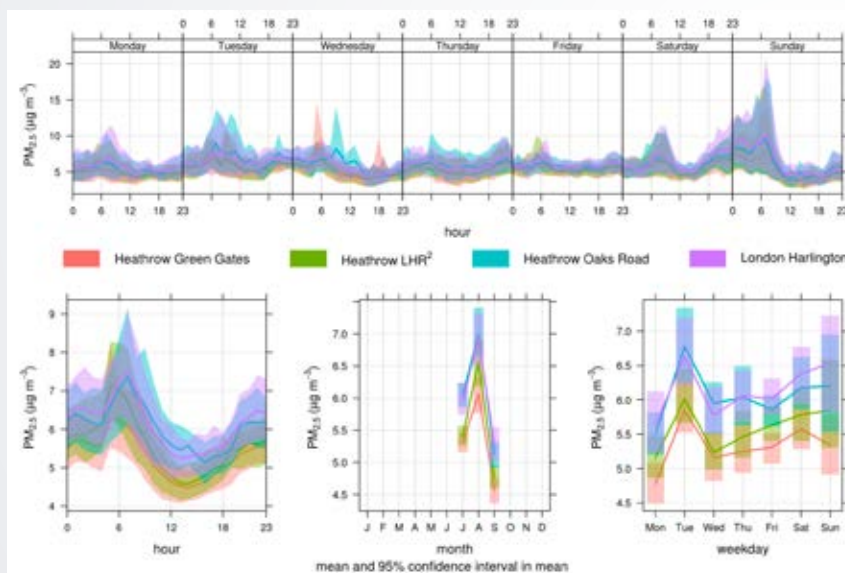 0 6 12 18 23 0 6 12 18 23 0 6 12 18 23
Monday Tuesday Wednesday Thursday Friday Saturday Sunday
PM2.5 (µg m⁻³)
20
15
10
5
0 6 12 18 23 0 6 12 18 23 0 6 12 18 23 0 6 12 18 23
hour
Heathrow Green Gates Heathrow LHR² Heathrow Oaks Road London Harlington
PM2.5 (µg m⁻³)
9
8
7
6
5
4
0 6 12 18 23
hour
PM2.5 (µg m⁻³)
7.0
6.5
6.0
5.5
5.0
4.5
J F M A M J J A S O N D
month
PM2.5 (µg m⁻³)
7.0
6.5
6.0
5.5
5.0
4.5
Mon Tue Wed Thu Fri Sat Sun
weekday
mean and 95% confidence interval in mean